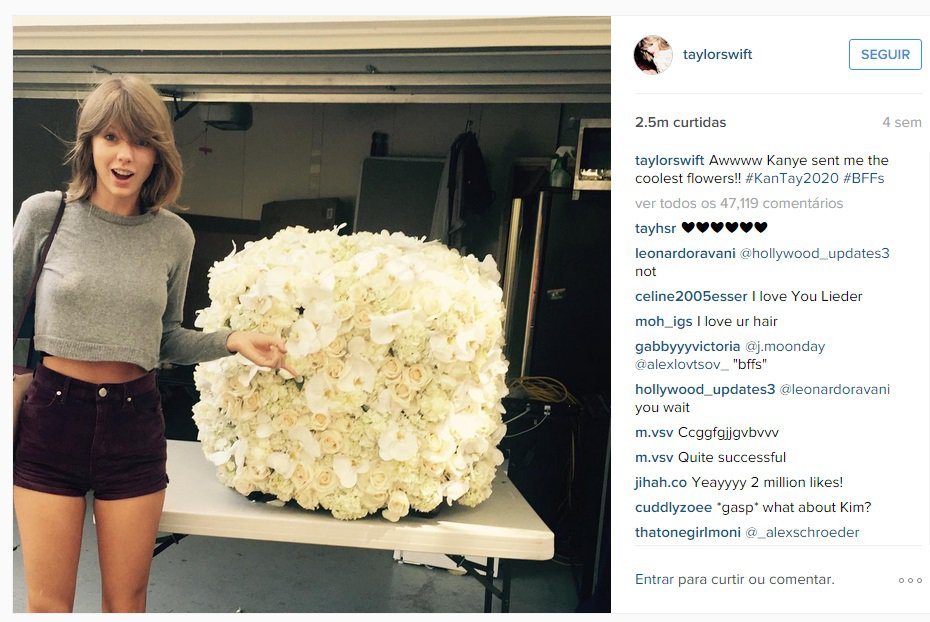 taylorswift
SEGUIR
2.5m curtidas
4 sem
taylorswift Awwww Kanye sent me the
coolest flowers!! #KanTay2020 #BFFs
ver todos os 47,119 comentários
tayhsr ♥♥♥♥♥♥
leonardoravani @hollywood_updates3
not
celine2005esser I love You Lieder
moh_igs I love ur hair
gabbyyyvictoria @j.moonday
@alexlovtsov_ "bffs"
hollywood_updates3 @leonardoravani
you wait
m.vsv Ccggfgjjgvbvvv
m.vsv Quite successful
jihah.co Yeayyyy 2 million likes!
cuddlyzoee *gasp* what about Kim?
thatonegirlmoni @_alexschroeder
Entrar para curtir ou comentar.